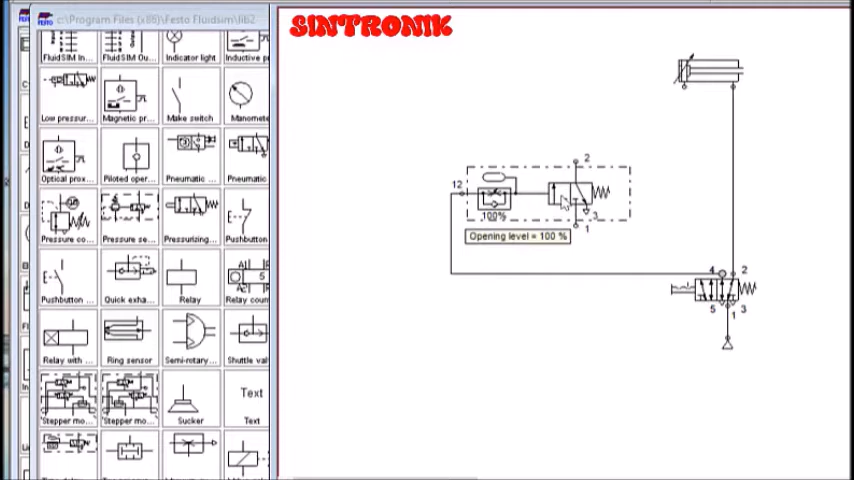 c:\Program Files (x86)\Festo Fluidsim\lib2
SINTRONIK
FluidSIM In...
FluidSIM Ou...
Indicator light
Inductive p
Low pressur...
Magnetic pr...
Make switch
Manomete
Optical prox...
Piloted oper...
Pneumatic ...
Pneumatic
Pressure co...
Pressure se...
Pressurizing...
Pushbutton
Pushbutton
Quick exha...
Relay
Relay coun
Relay with ...
Ring sensor
Semi-rotary...
Shuttle val
Stepper mo...
Stepper mo...
Sucker
Text
Text
2
12
100%
3
1
Opening level = 100 %
4
2
5
1
3